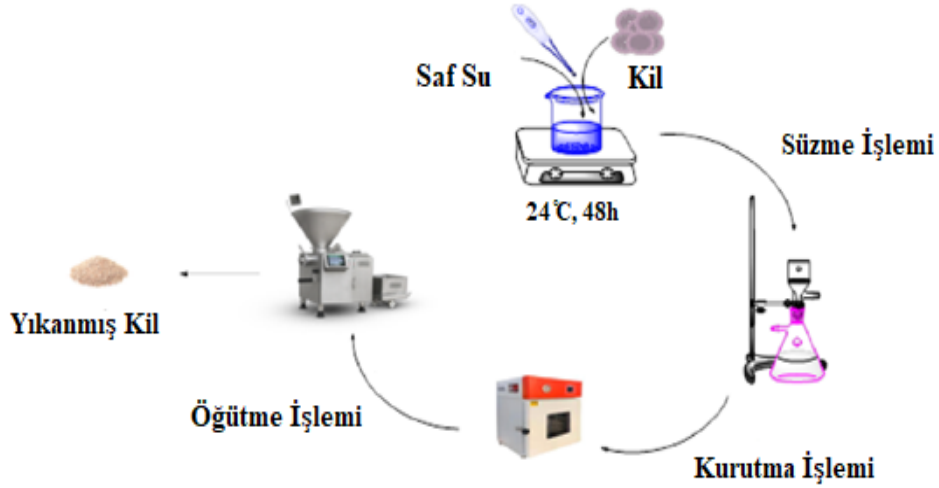 Saf Su
Kil
24℃, 48h
Süzme İşlemi
Kurutma İşlemi
Öğütme İşlemi
Yıkanmış Kil